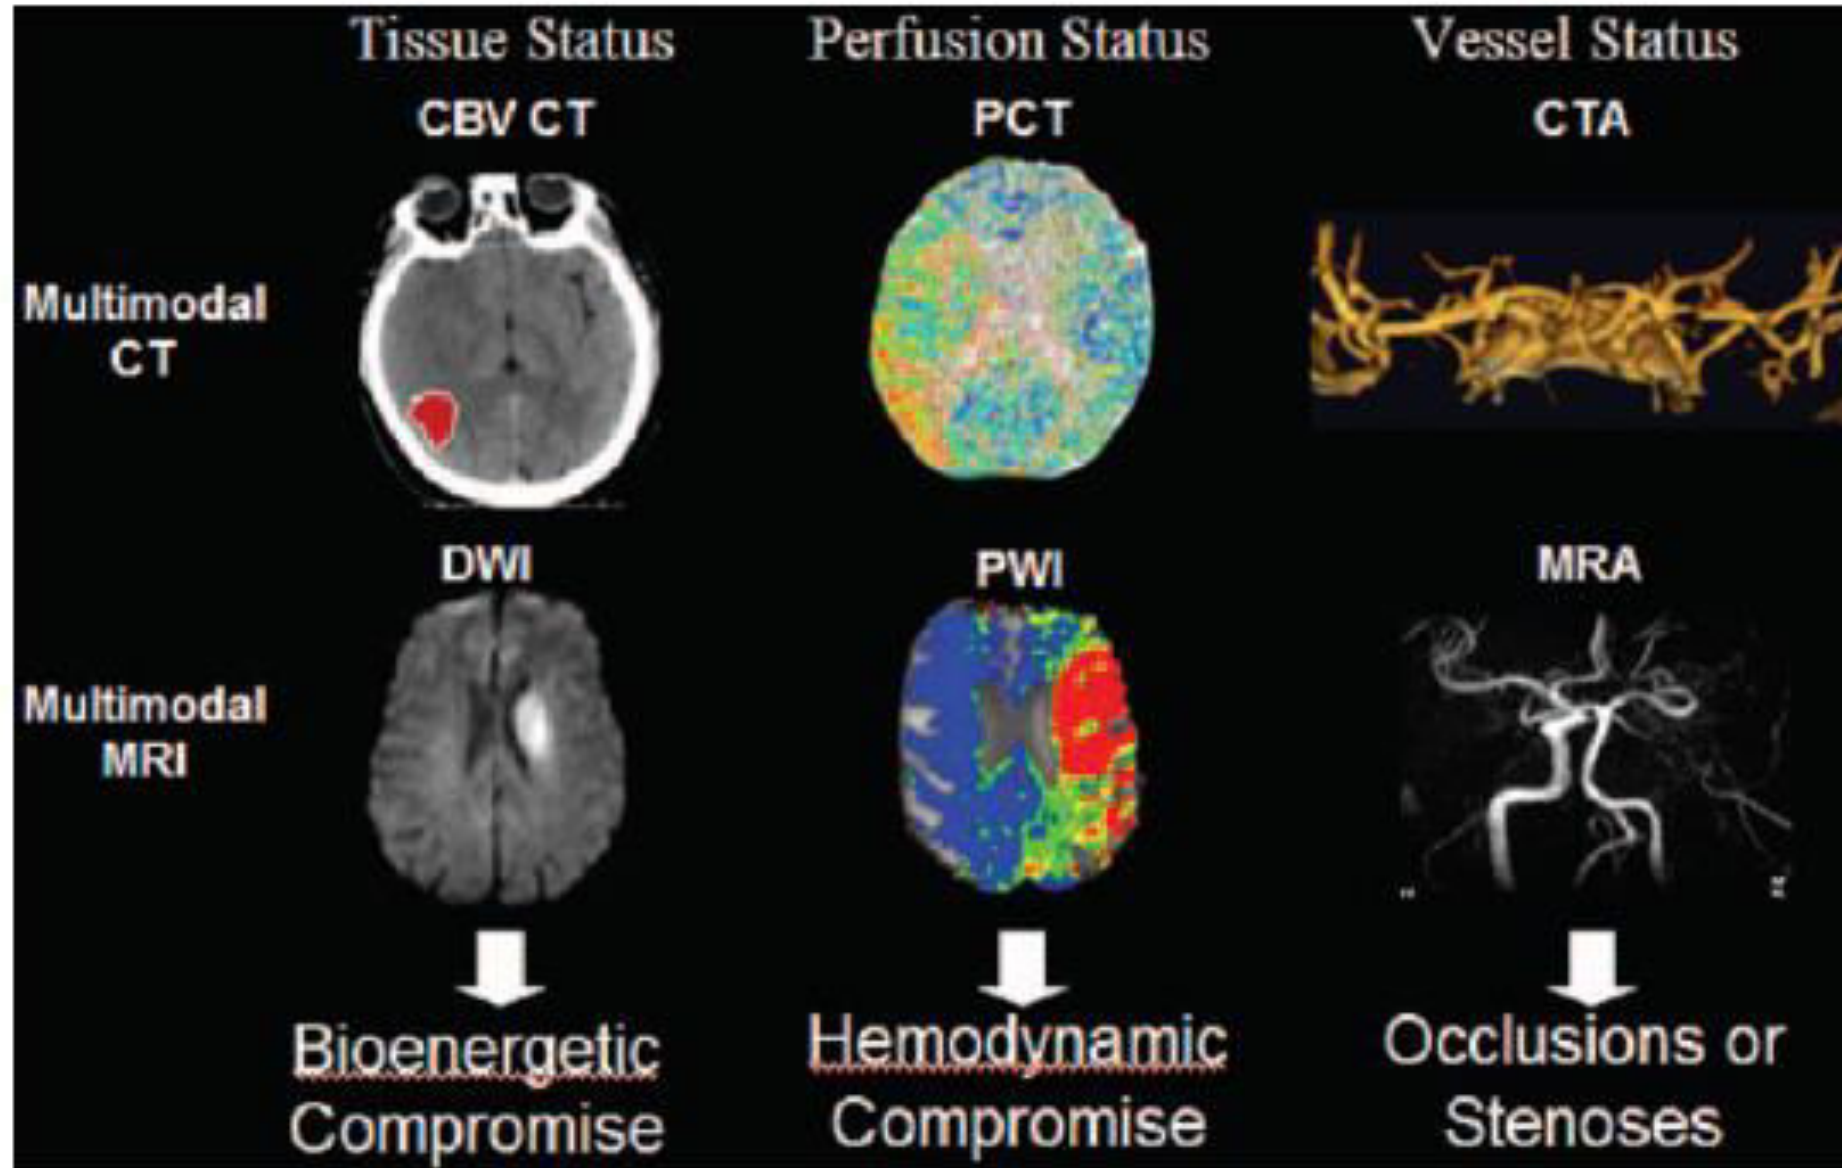 Tissue Status
Perfusion Status
Vessel Status
CBV CT
PCT
CTA
Multimodal
CT
DWI
PWI
MRA
Multimodal
MRI
Bioenergetic
Compromise
Hemodynamic
Compromise
Occlusions or
Stenoses